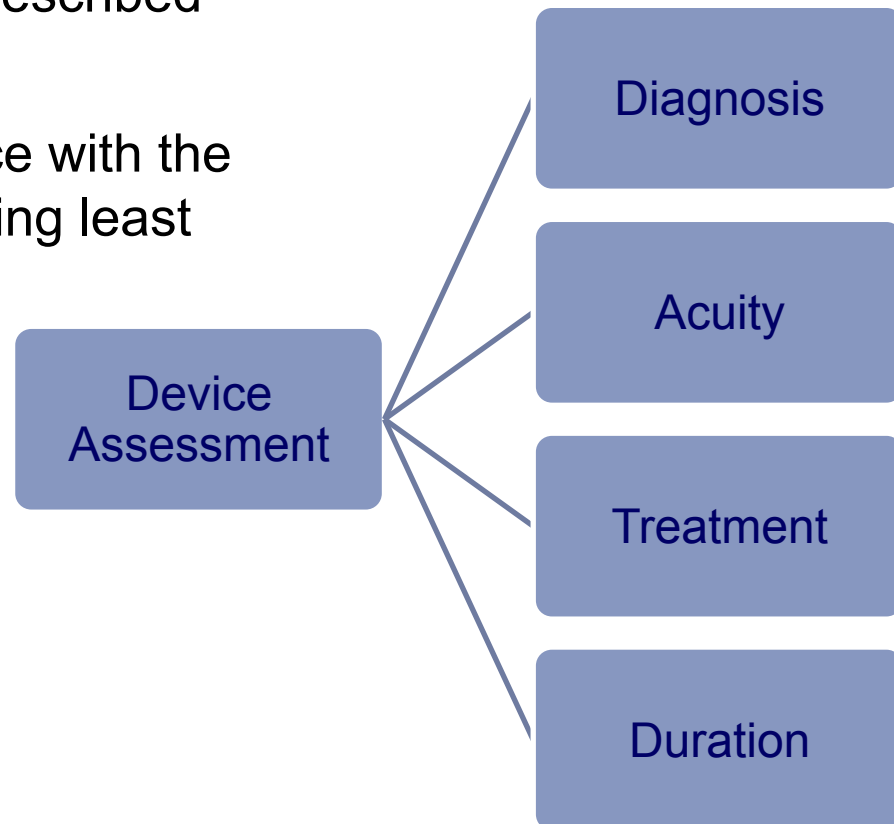 ce with the
ing least
Device
Assessment
Diagnosis
Acuity
Treatment
Duration